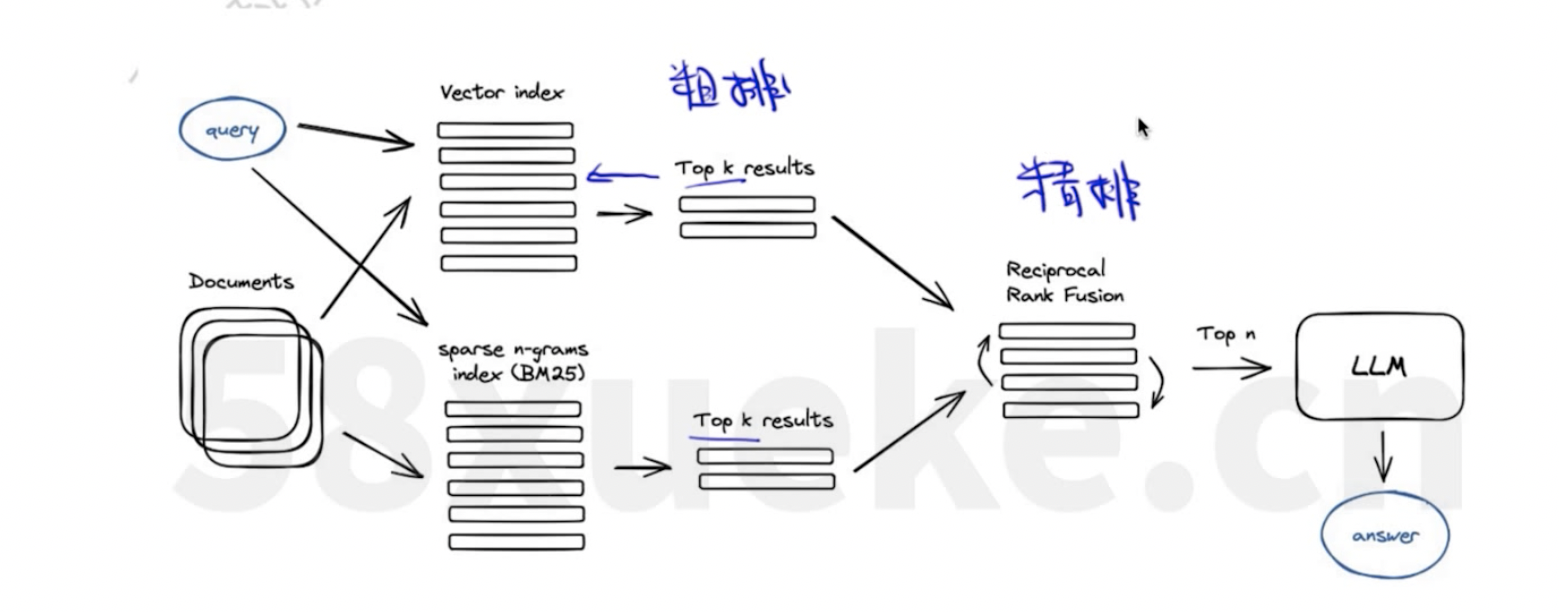 query
Vector index
粗排
Top k results
精排
Documents
Reciprocal
Rank Fusion
Top n
LLM
sparse n-grams
index (BM25)
Top k results
answer
58xueke.cn